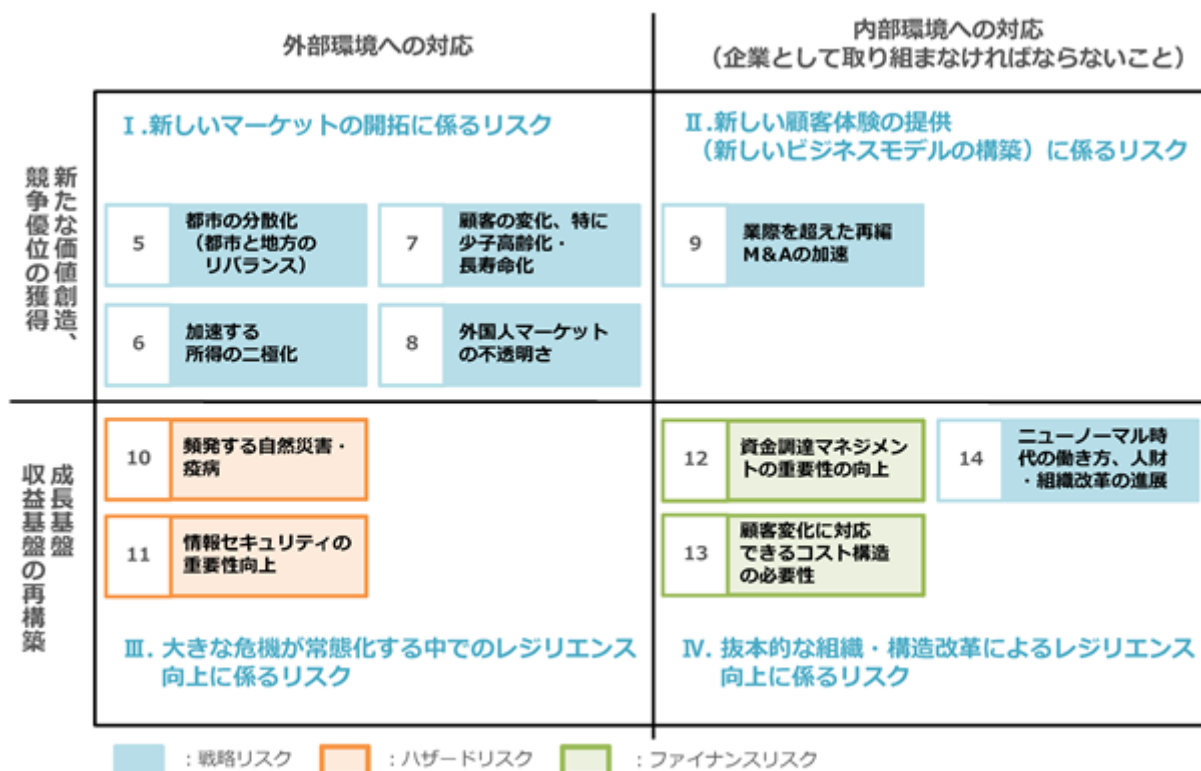 外部環境への対応
内部環境への対応
（企業として取り組まなければならないこと）
新たな価値創造、
競争優位の獲得
Ⅰ.新しいマーケットの開拓に係るリスク
5
都市の分散化
（都市と地方の
リバランス）
7
顧客の変化、特に
少子高齢化・
長寿命化
6
加速する
所得の二極化
8
外国人マーケット
の不透明さ
Ⅱ.新しい顧客体験の提供
（新しいビジネスモデルの構築）に係るリスク
9
業際を超えた再編
M&Aの加速
成長基盤
収益基盤の再構築
10
頻発する自然災害・
疫病
11
情報セキュリティの
重要性向上
Ⅲ. 大きな危機が常態化する中でのレジリエンス
向上に係るリスク
12
資金調達マネジメン
トの重要性の向上
14
ニューノーマル時
代の働き方、人財
・組織改革の進展
13
顧客変化に対応
できるコスト構造
の必要性
Ⅳ. 抜本的な組織・構造改革によるレジリエンス
向上に係るリスク
：戦略リスク
：ハザードリスク
：ファイナンスリスク